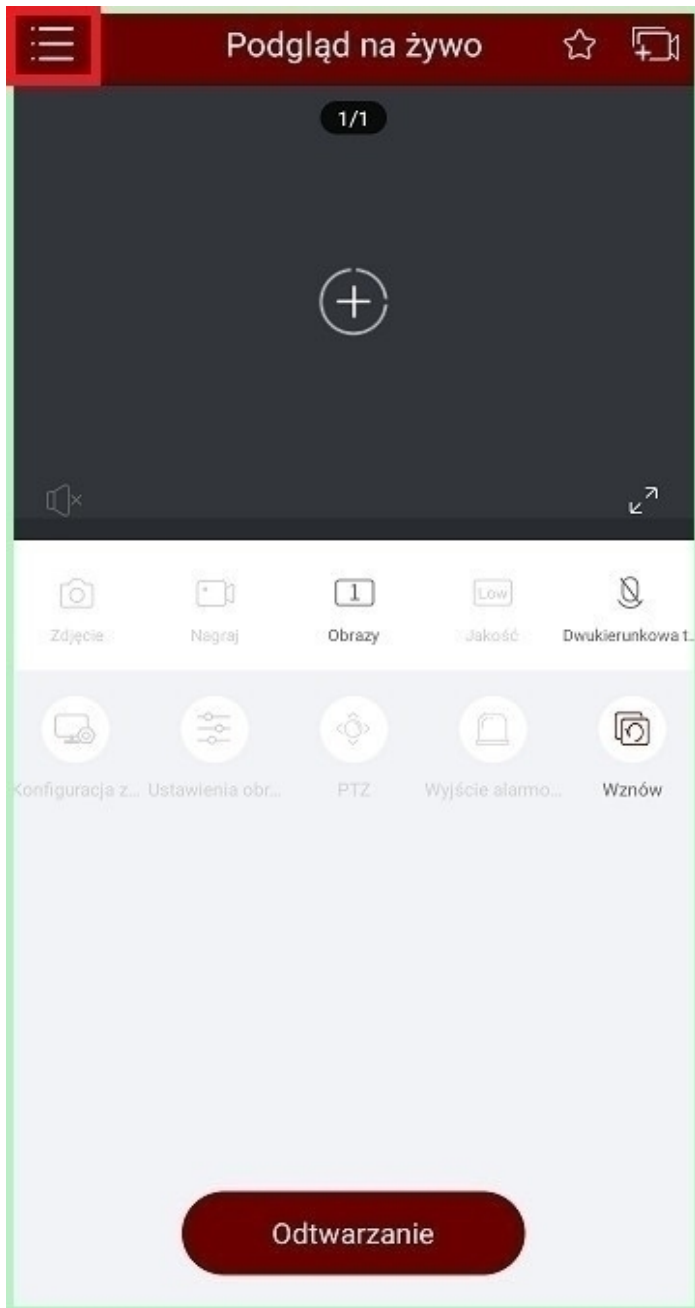 Podgląd na żywo
1/1
1
Low
Zdjęcie
Nagraj
Obrazy
Jakość
Dwukierunkowa t...
Konfiguracja z...
Ustawienia obr...
PTZ
Wyjście alarmo...
Wznów
Odtwarzanie